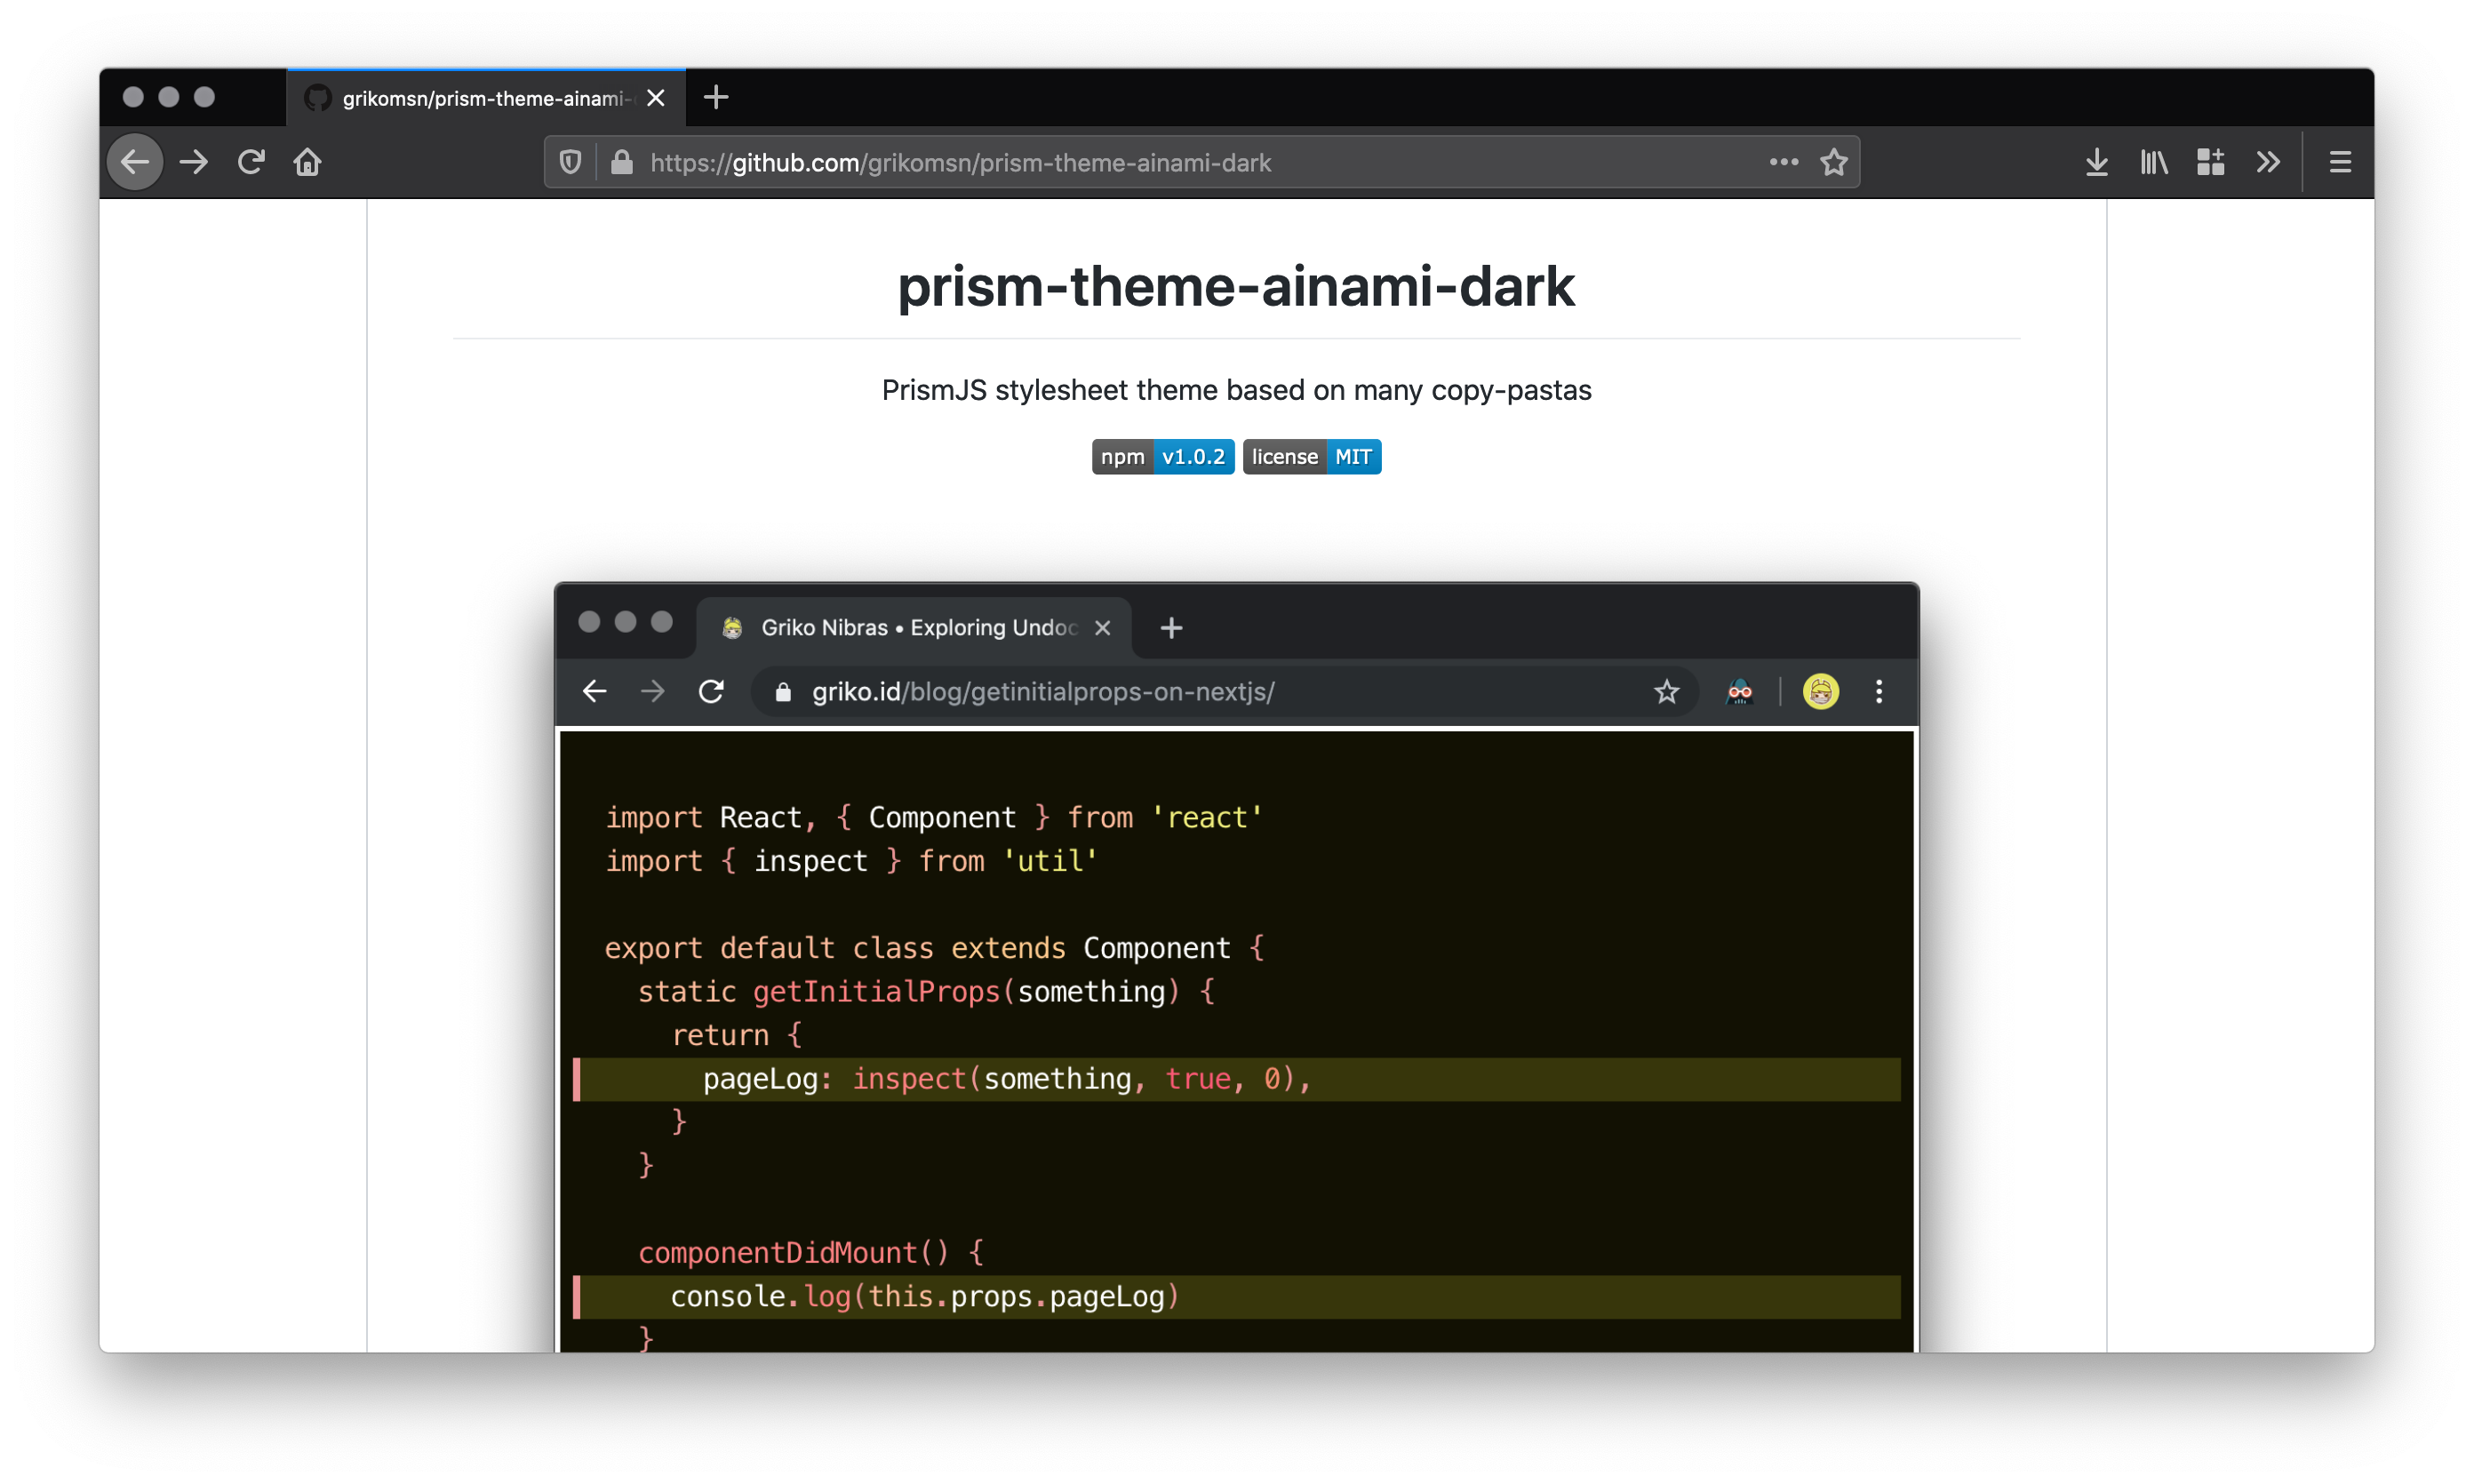 grikomsn/prism-theme-ainami-
https://github.com/grikomsn/prism-theme-ainami-dark
prism-theme-ainami-dark
PrismJS stylesheet theme based on many copy-pastas
npm v1.0.2 license MIT
Griko Nibras • Exploring Undoc
griko.id/blog/getinitialprops-on-nextjs/
import React, { Component } from 'react'
import { inspect } from 'util'
export default class extends Component {
static getInitialProps(something) {
return {
pageLog: inspect(something, true, 0),
}
}
componentDidMount() {
console.log(this.props.pageLog)
}